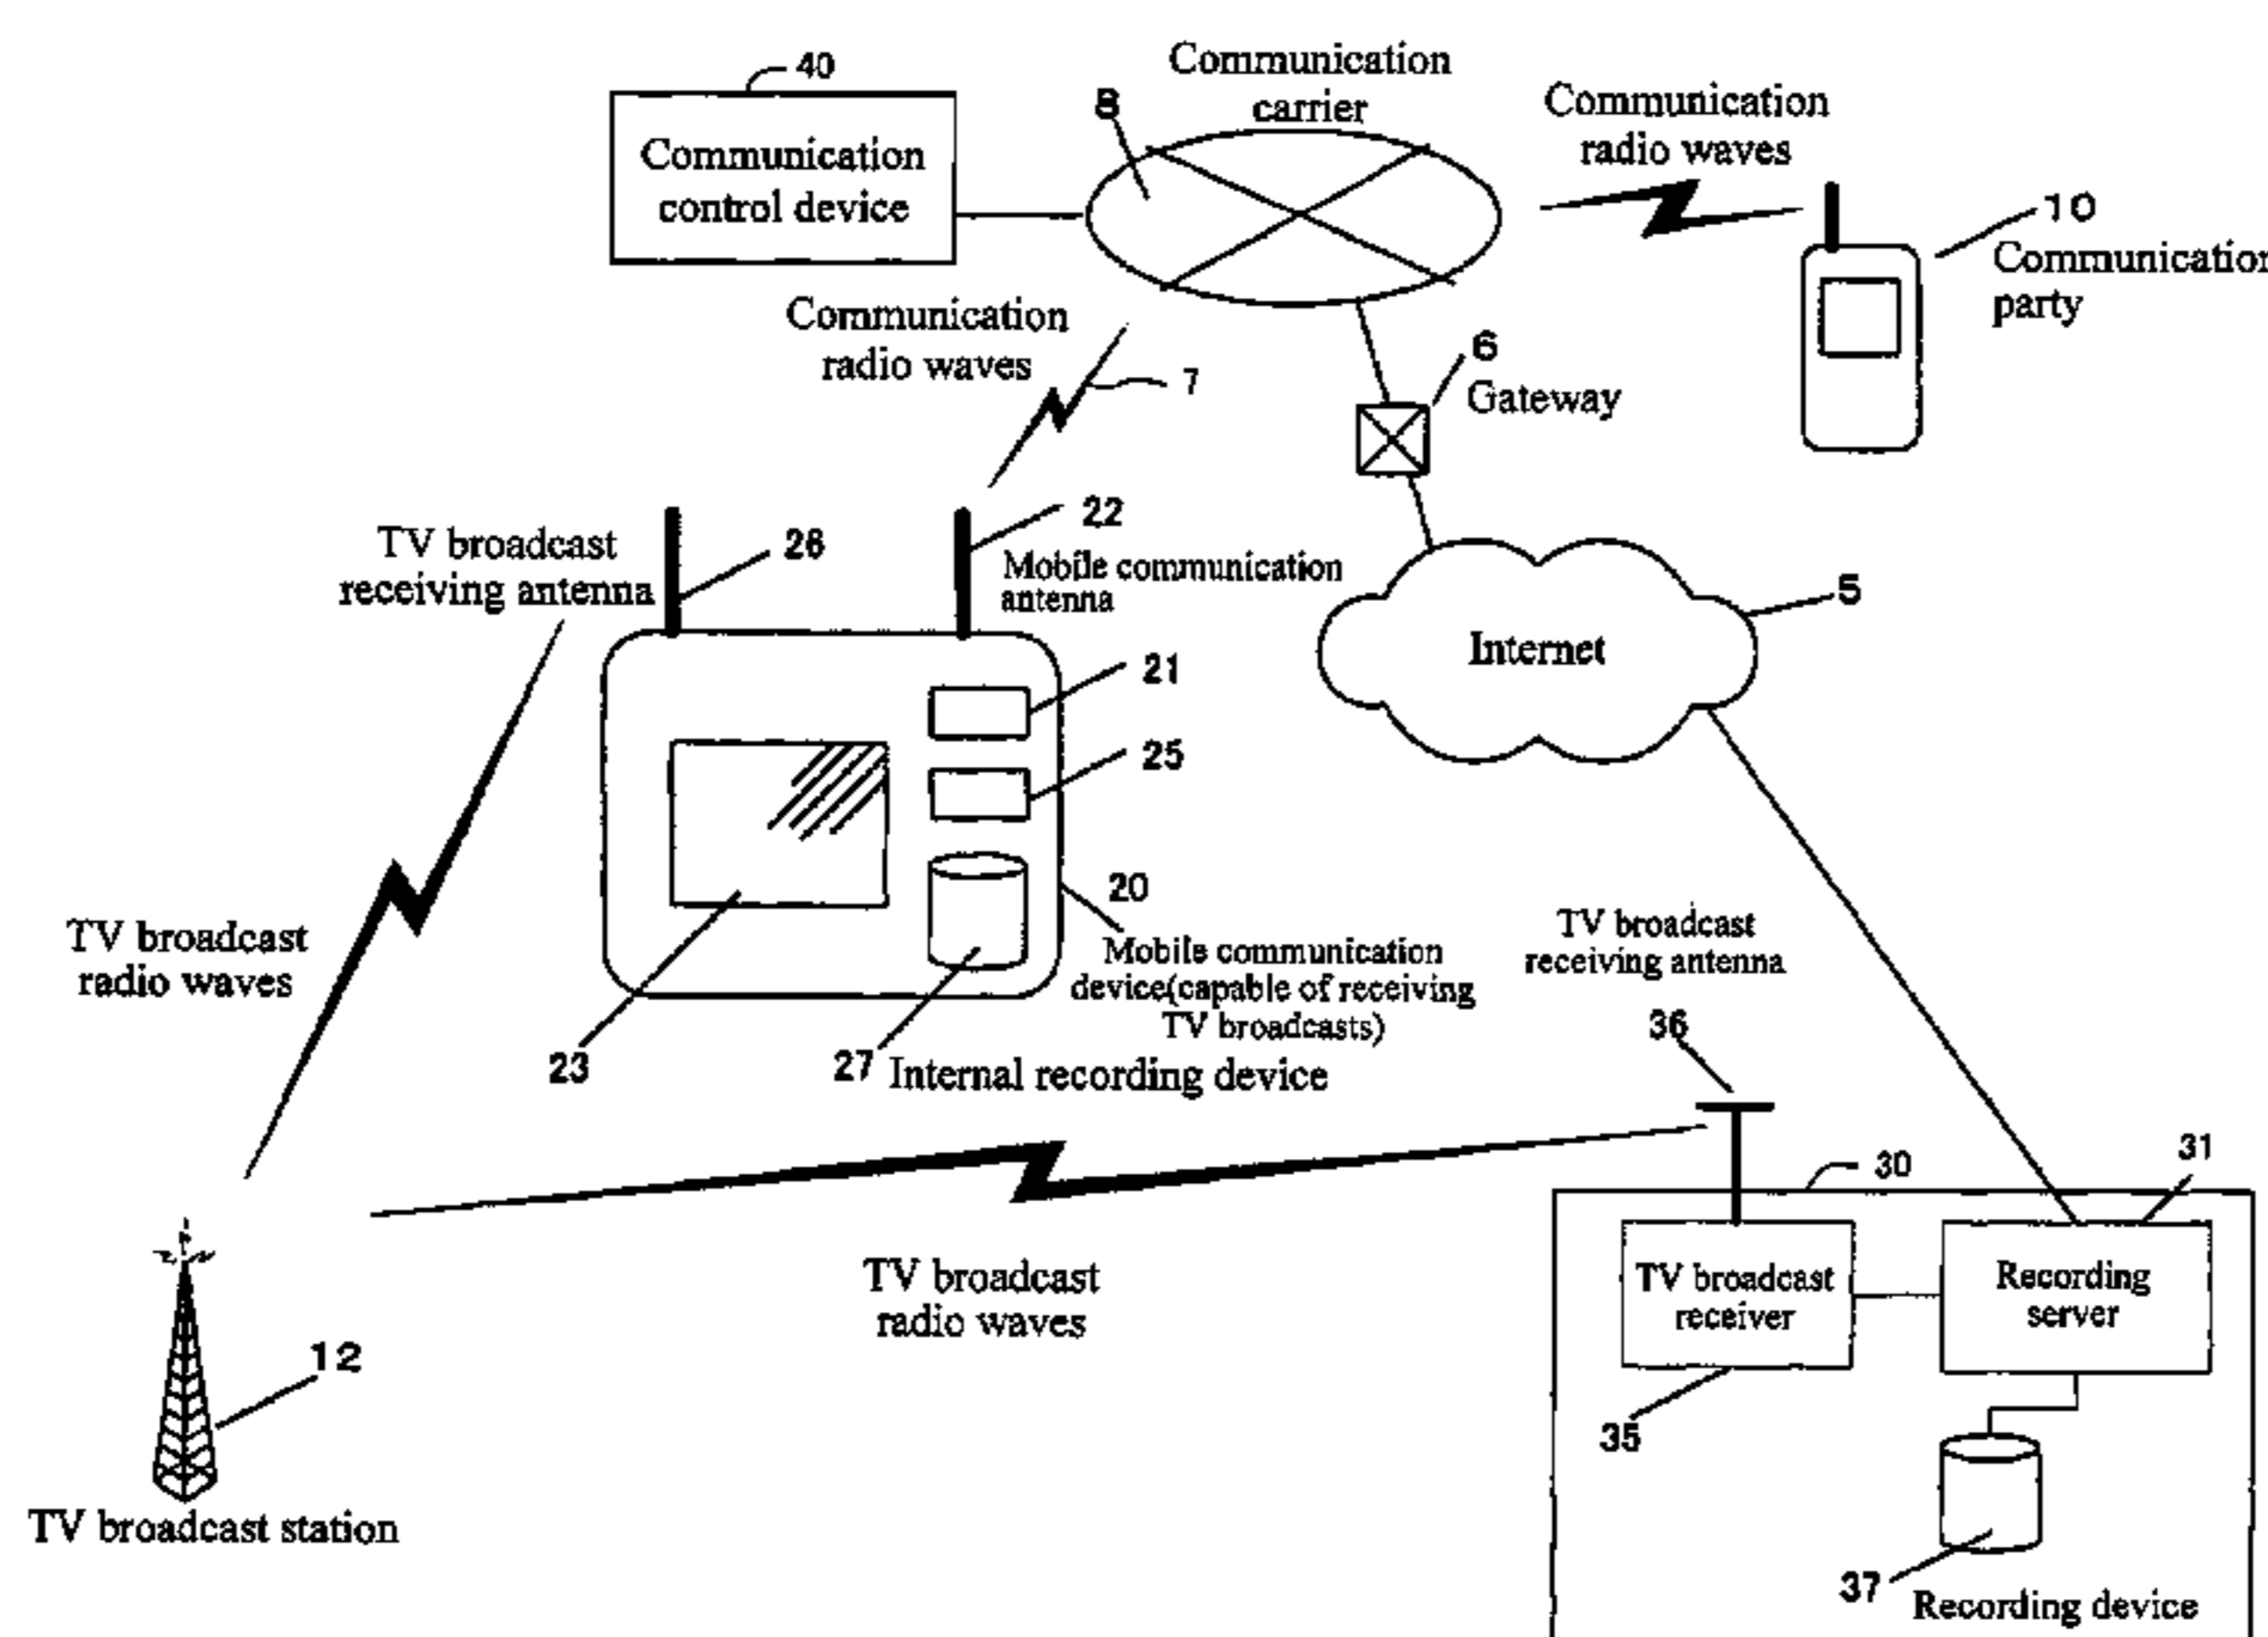 40
Communication
control device
8
Communication
carrier
Communication
radio waves
10
Communication
party
Communication
radio waves
7
6
Gateway
TV broadcast
receiving antenna
26
22
Mobile communication
antenna
5
Internet
21
25
20
Mobile communication
device(capable of receiving
TV broadcasts)
23
27 Internal recording device
TV broadcast
radio waves
TV broadcast
receiving antenna
36
30
31
TV broadcast
receiver
Recording
server
TV broadcast
radio waves
12
TV broadcast station
35
37 Recording device